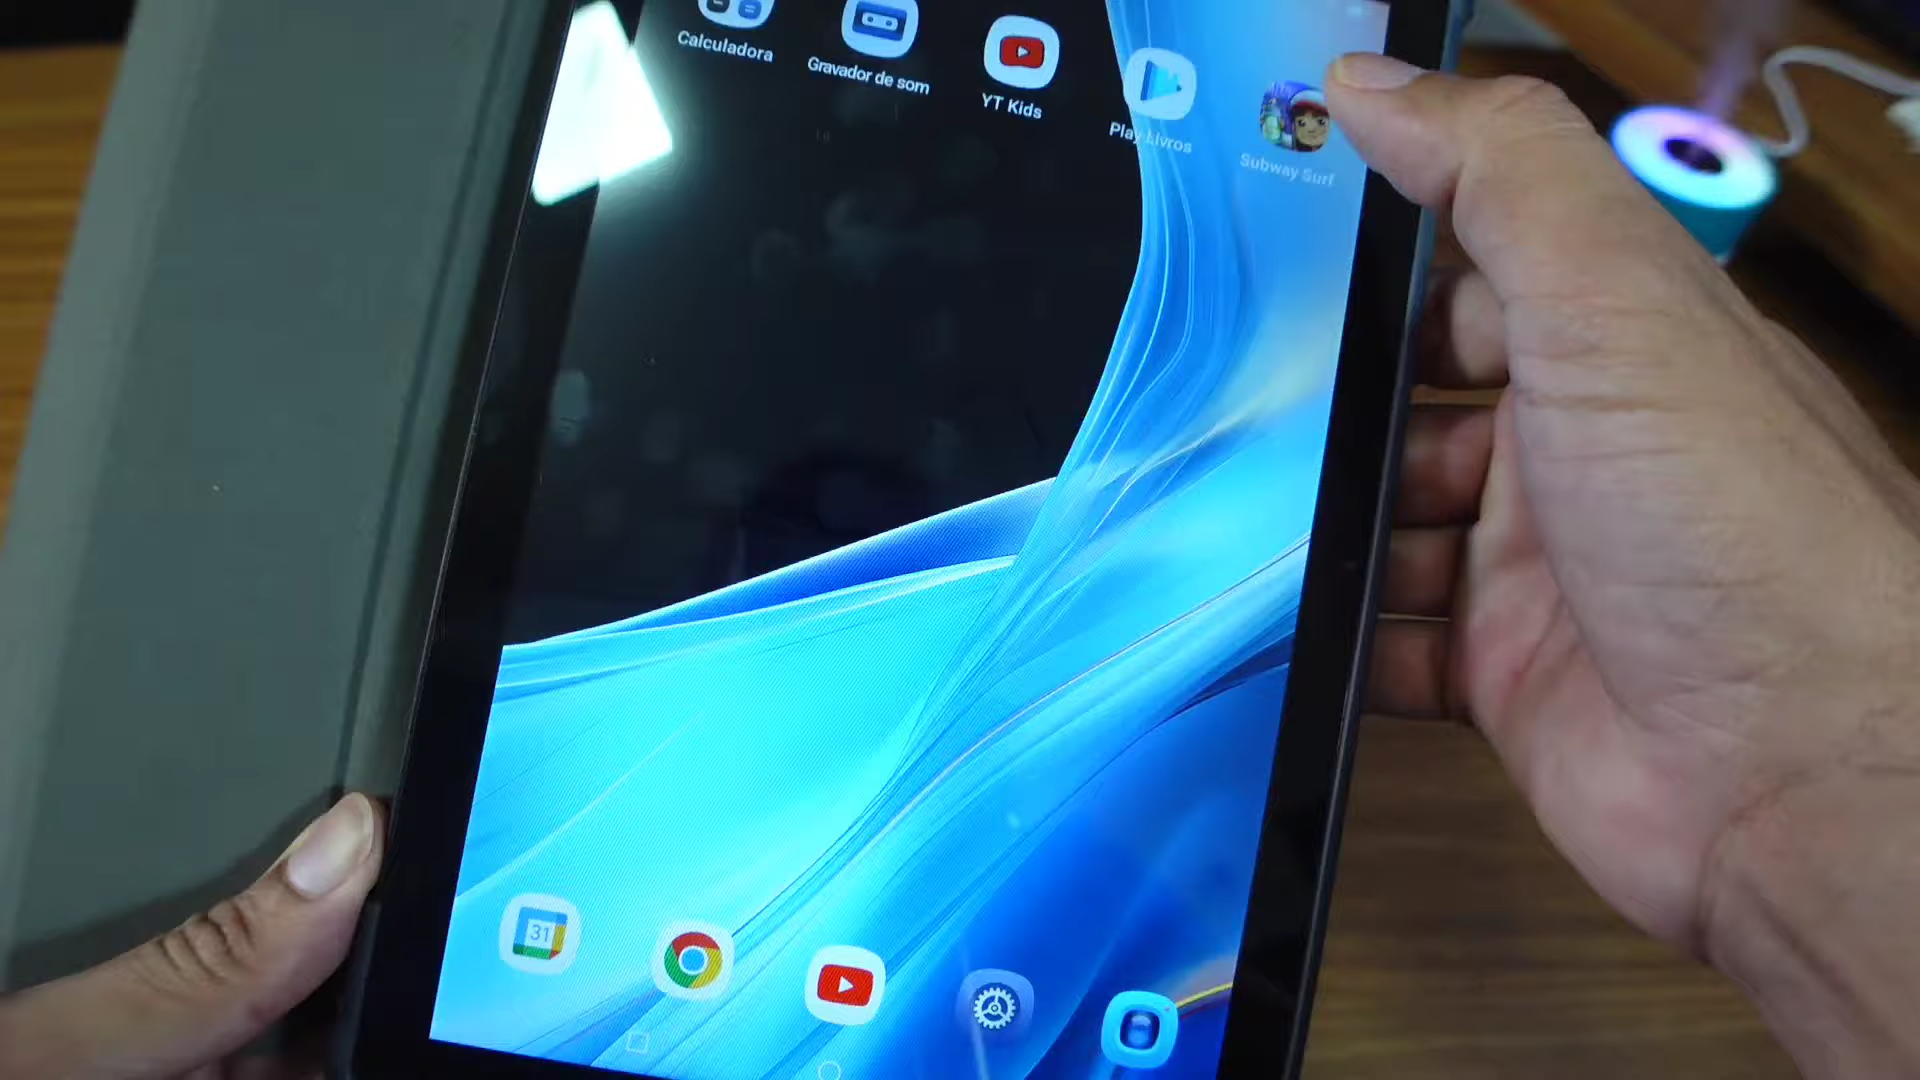 Calculadora
Gravador de som
YT Kids
Play Livros
Subway Surf
31